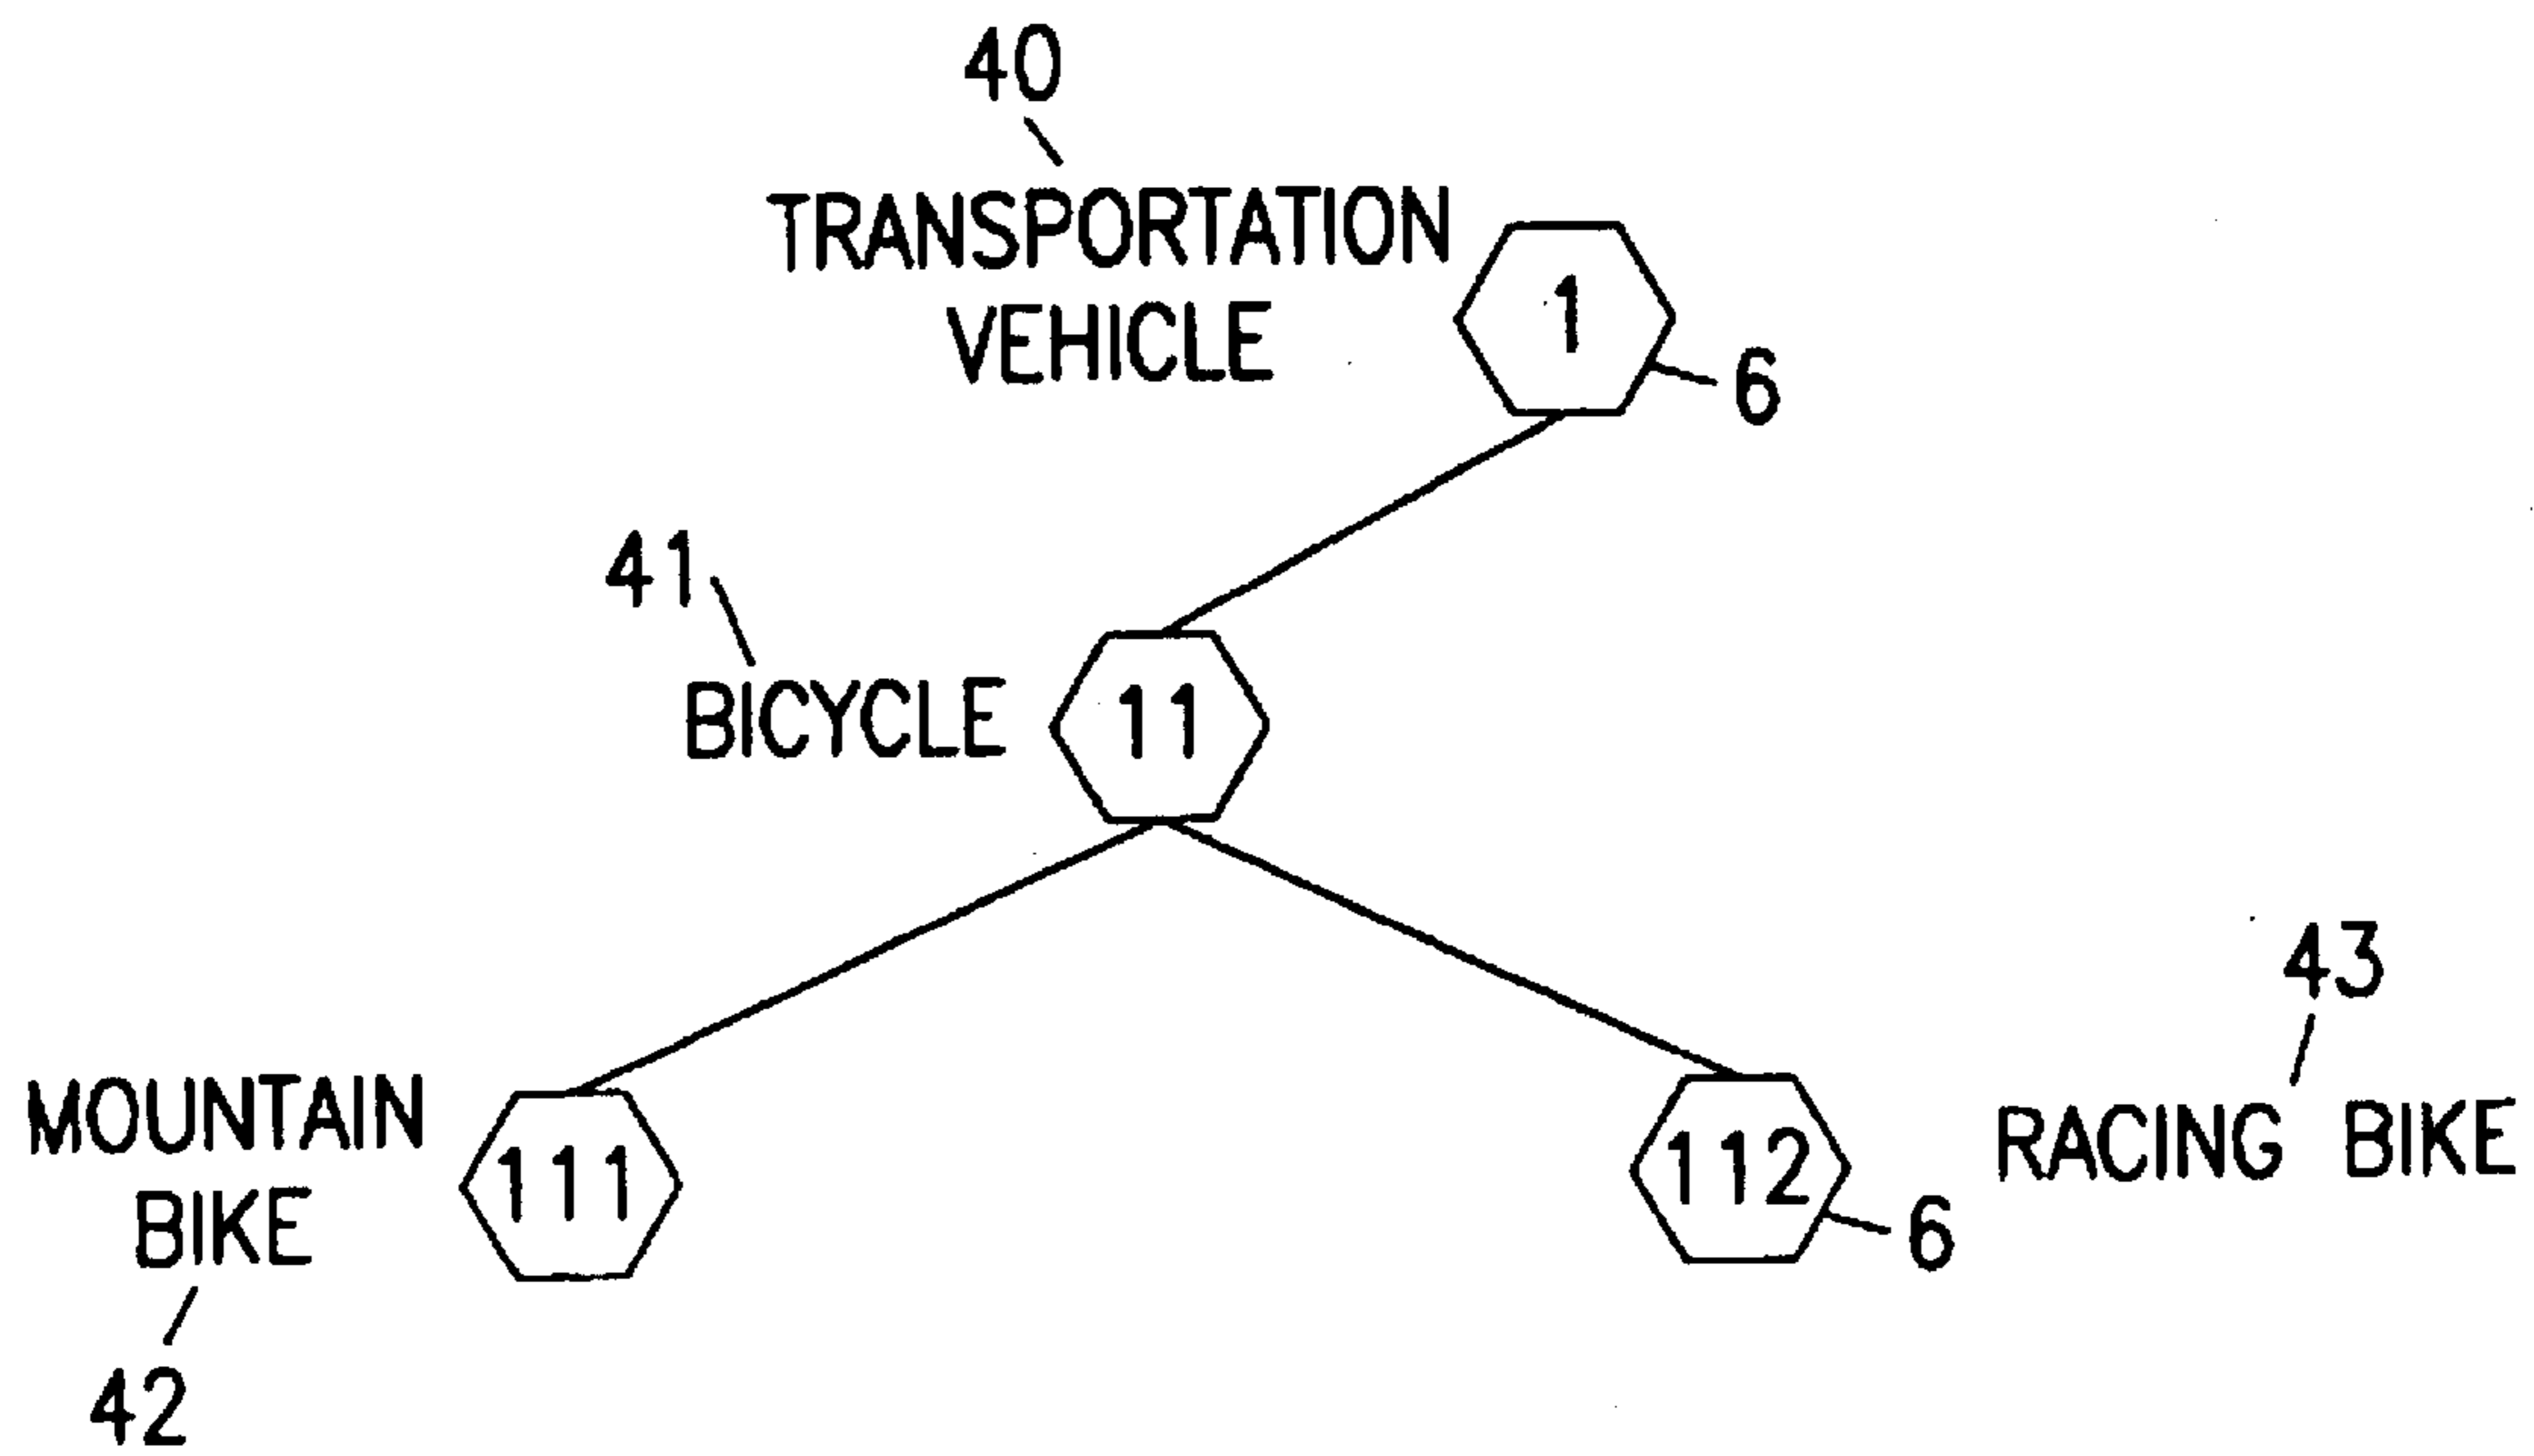 40
TRANSPORTATION
VEHICLE
1
6
41
BICYCLE
11
43
MOUNTAIN
BIKE
111
112
6
RACING BIKE
42